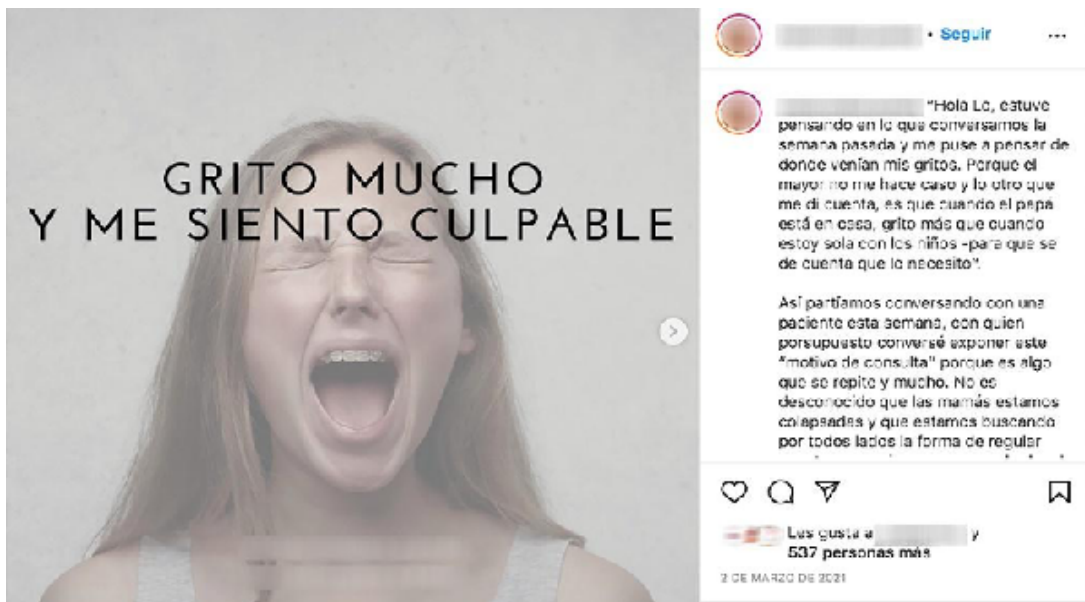 GRITO MUCHO
Y ME SIENTO CULPABLE
• Seguir
"Hola Lo, estuve
pensando en lo que conversamos la
semana pasada y me puse a pensar de
donde venían mis gritos. Porque el
mayor no me hace caso y lo otro que
me di cuenta, es que cuando el papá
está en casa, grito más que cuando
estoy sola con los niños -para que se
de cuenta que lo necesito".
Así partíamos conversando con una
paciente esta semana, con quien
porsupuesto conversé exponer este
"motivo de consulta" porque es algo
que se repite y mucho. No es
desconocido que las mamás estamos
colapsadas y que estamos buscando
por todos lados la forma de regular
Les gusta a y
537 personas más
2 DE MARZO DE 2021